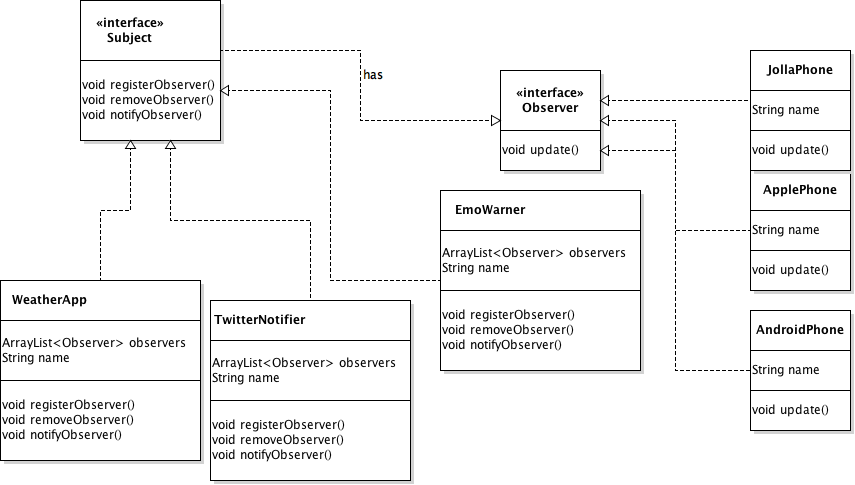 «interface»
Subject
void registerObserver()
void removeObserver()
void notifyObserver()
has
«interface»
Observer
void update()
JollaPhone
String name
void update()
ApplePhone
String name
void update()
AndroidPhone
String name
void update()
EmoWarner
ArrayList<Observer> observers
String name
void registerObserver()
void removeObserver()
void notifyObserver()
WeatherApp
ArrayList<Observer> observers
String name
void registerObserver()
void removeObserver()
void notifyObserver()
TwitterNotifier
ArrayList<Observer> observers
String name
void registerObserver()
void removeObserver()
void notifyObserver()